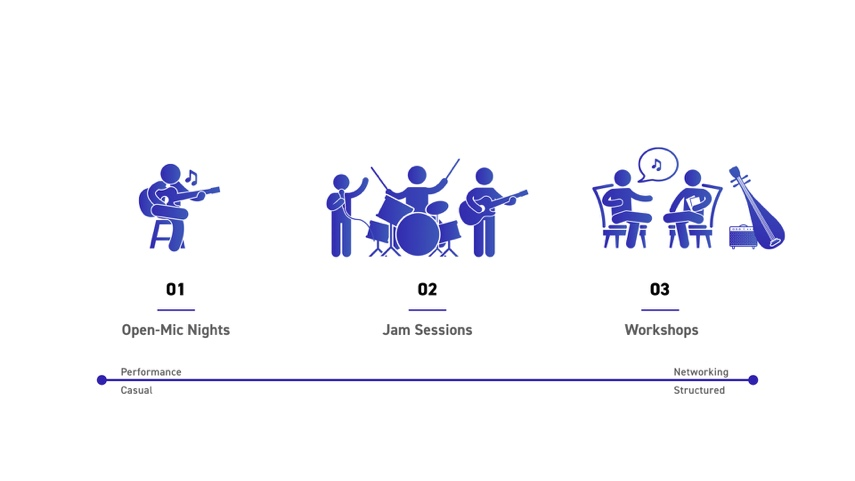 01
02
03
Open-Mic Nights
Jam Sessions
Workshops
Performance
Networking
Casual
Structured